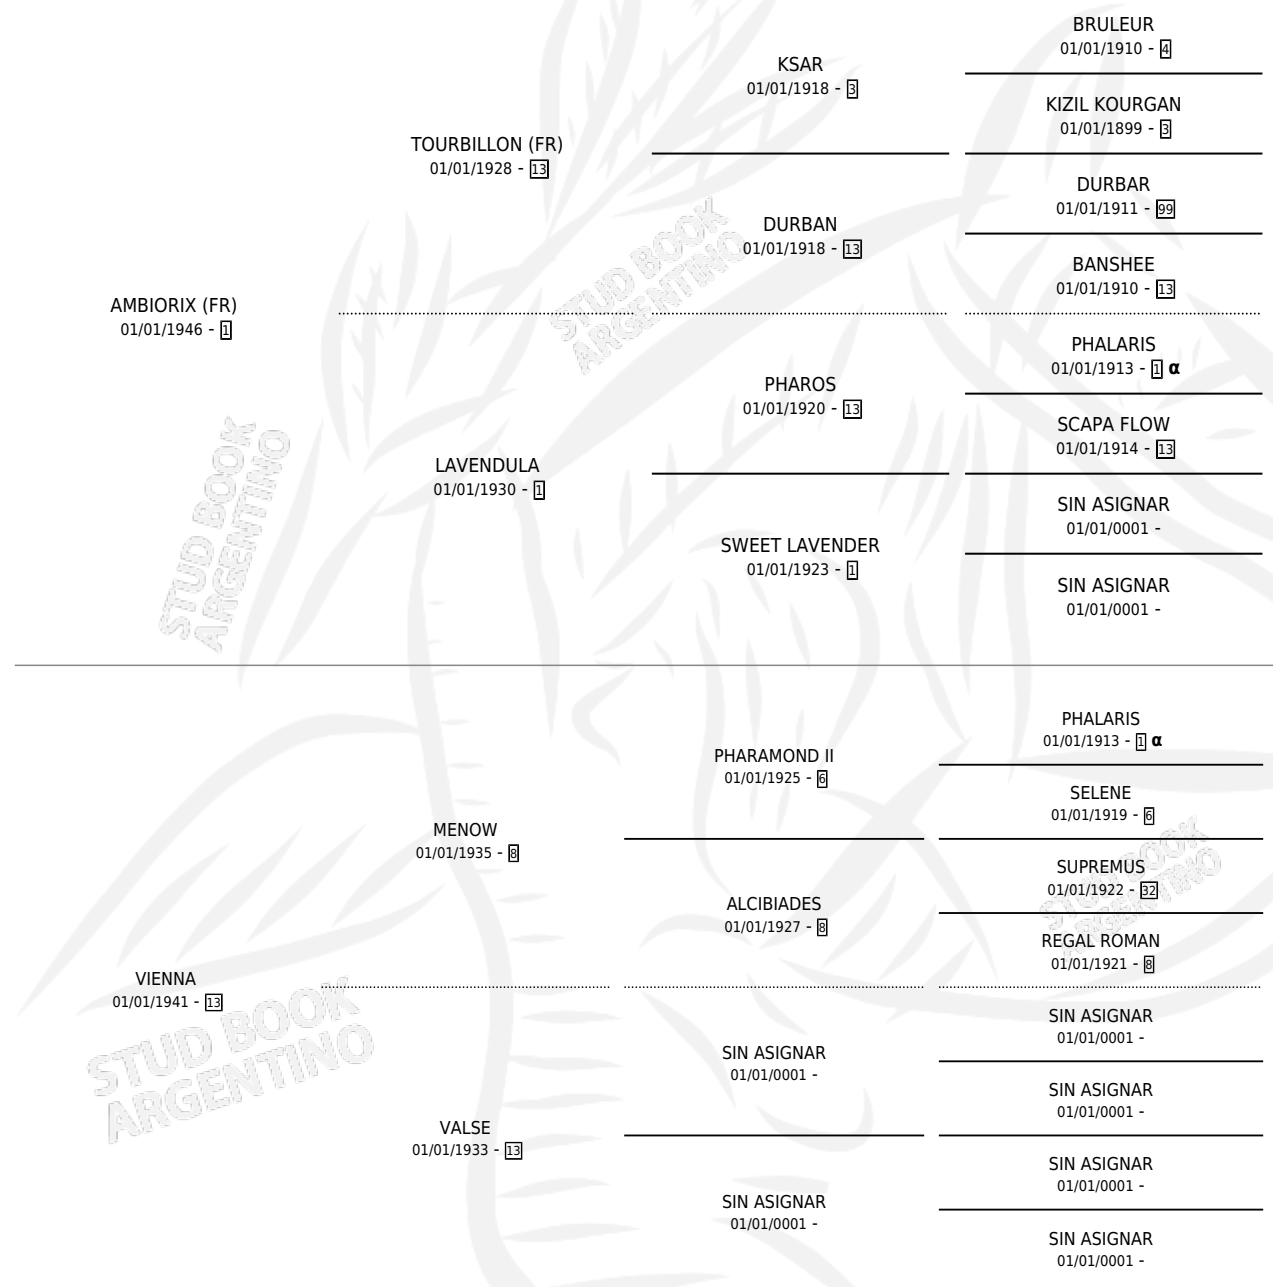 BRULEUR
01/01/1910 - 4
KSAR
01/01/1918 - 3
KIZIL KOURGAN
01/01/1899 - 3
TOURBILLON (FR)
01/01/1928 - 13
DURBAR
01/01/1911 - 99
DURBAN
01/01/1918 - 13
BANSHEE
01/01/1910 - 13
AMBIORIX (FR)
01/01/1946 - 1
PHALARIS
01/01/1913 - 1 α
PHAROS
01/01/1920 - 13
SCAPA FLOW
01/01/1914 - 13
LAVENDULA
01/01/1930 - 1
SIN ASIGNAR
01/01/0001 -
SWEET LAVENDER
01/01/1923 - 1
SIN ASIGNAR
01/01/0001 -
STUD BOOK
ARGENTINO
STUD BOOK
ARGENTINO
PHALARIS
01/01/1913 - 1 α
PHARAMOND II
01/01/1925 - 6
SELENE
01/01/1919 - 6
MENOW
01/01/1935 - 8
SUPREMUS
01/01/1922 - 32
ALCIBIADES
01/01/1927 - 8
REGAL ROMAN
01/01/1921 - 8
VIENNA
01/01/1941 - 13
SIN ASIGNAR
01/01/0001 -
SIN ASIGNAR
01/01/0001 -
SIN ASIGNAR
01/01/0001 -
VALSE
01/01/1933 - 13
SIN ASIGNAR
01/01/0001 -
SIN ASIGNAR
01/01/0001 -
SIN ASIGNAR
01/01/0001 -
STUD BOOK
ARGENTINO
STUD BOOK
ARGENTINO